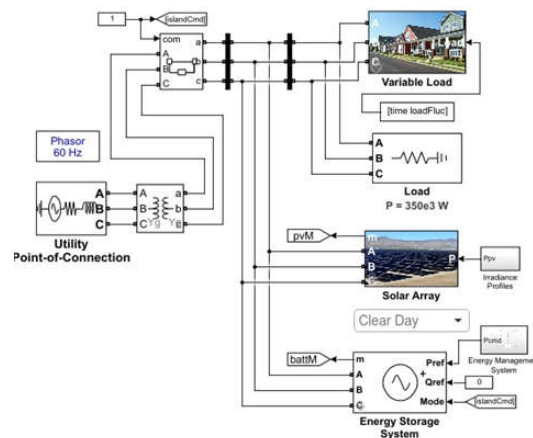 1
[islandCmd]
com
A
B
C
a
b
c
A
C
Load
Variable Load
[time loadFluc]
Phasor
60 Hz
A
B
C
Load
P = 350e3 W
A
B
C
A
B
C
Yg
a
b
Utility
Point-of-Connection
pvM
m
A
B
P
Ppv
Irradiance
Profiles
Solar Array
Clear Day
Pcmd
Energy Manageme
System
battM
m
A
B
C
Pref
Qref
Mode
0
[islandCmd]
Energy Storage
System